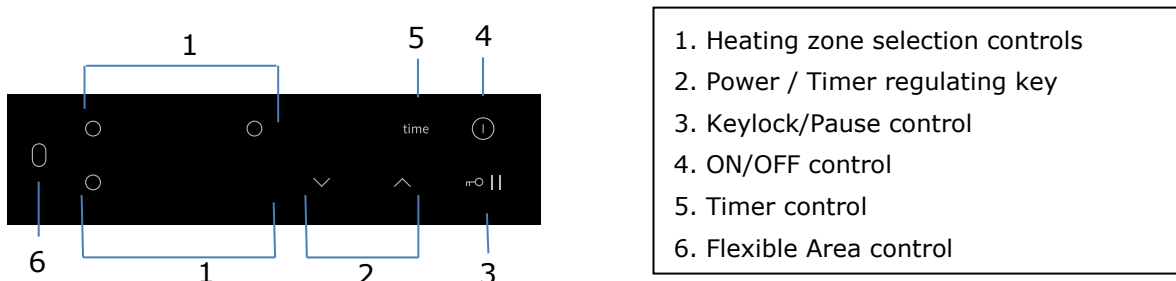 1 5 4
time
6 1 2 3
1. Heating zone selection controls
2. Power / Timer regulating key
3. Keylock/Pause control
4. ON/OFF control
5. Timer control
6. Flexible Area control